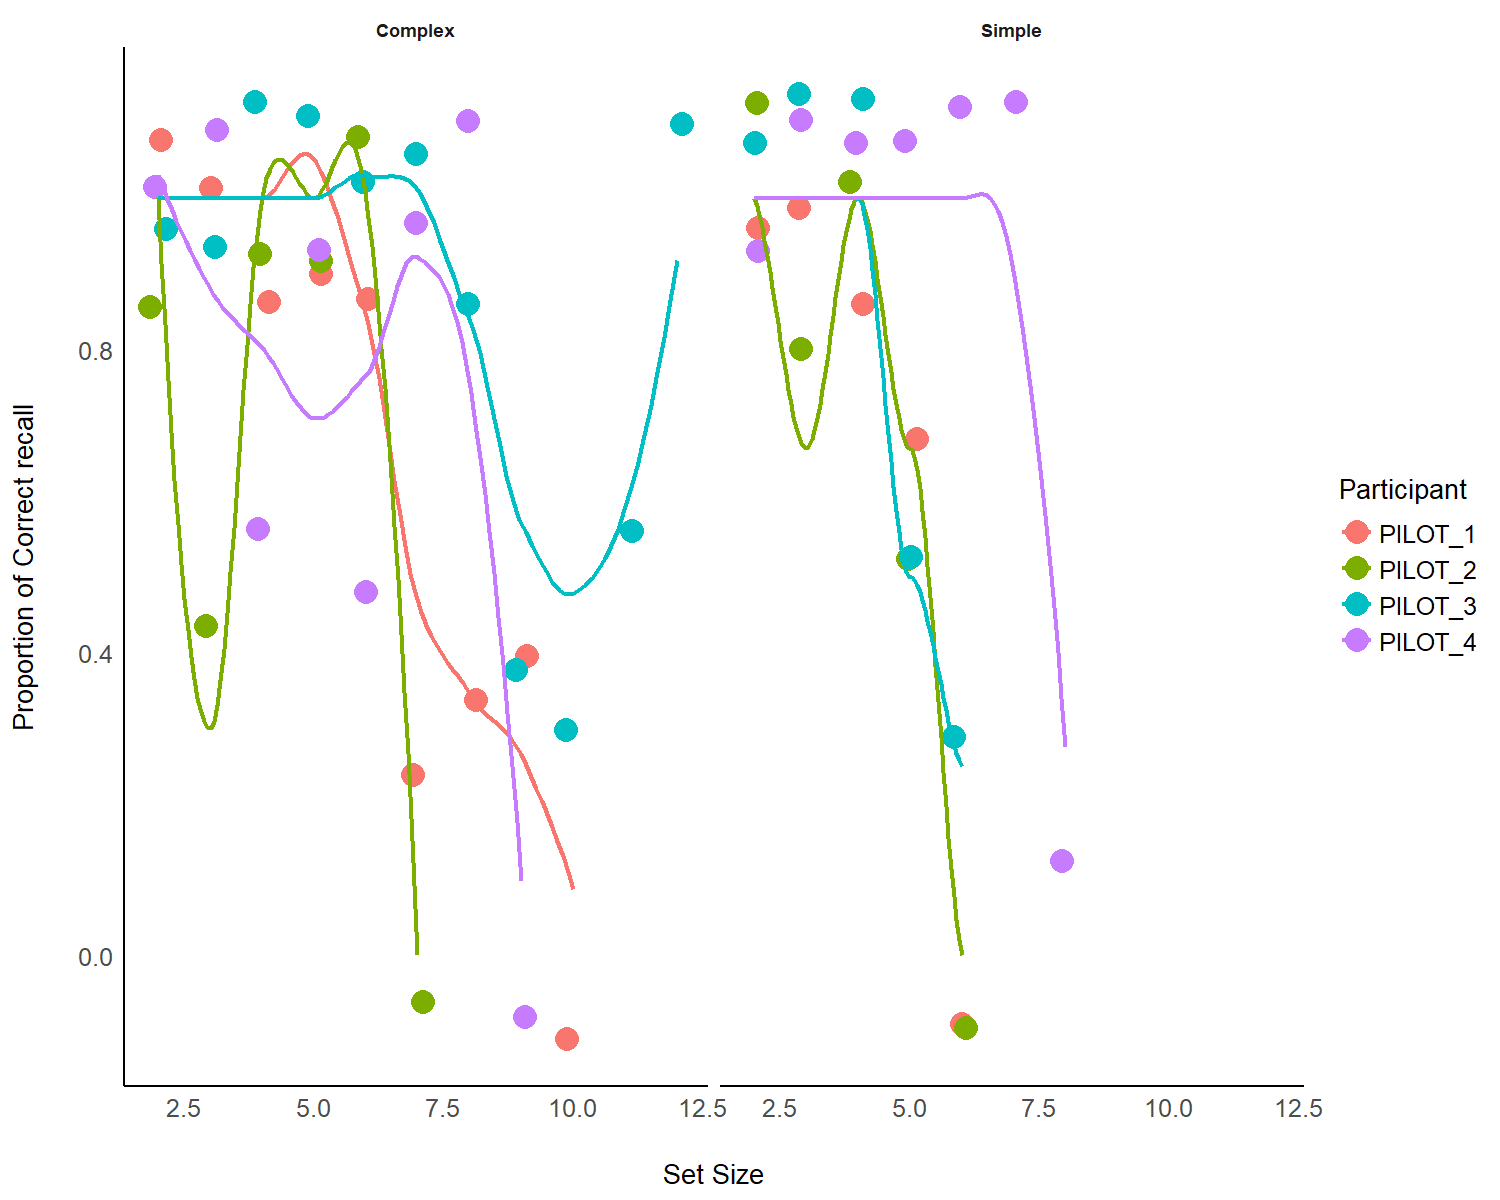 Complex
Simple
Proportion of Correct recall
0.8
0.4
0.0
2.5 5.0 7.5 10.0 12.5
2.5 5.0 7.5 10.0 12.5
Set Size
Participant
PILOT_1
PILOT_2
PILOT_3
PILOT_4